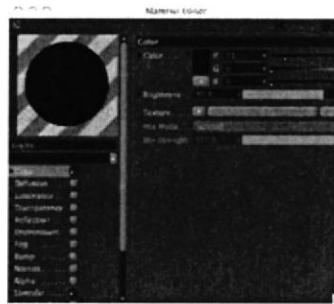 Material Editor
Color
Color
R
G
Brightness
Texture
Mix Mode
Mix Strength
Color
Diffusion
Luminance
Transparency
Reflection
Environment
Fog
Bump
Normal
Alpha
Specular